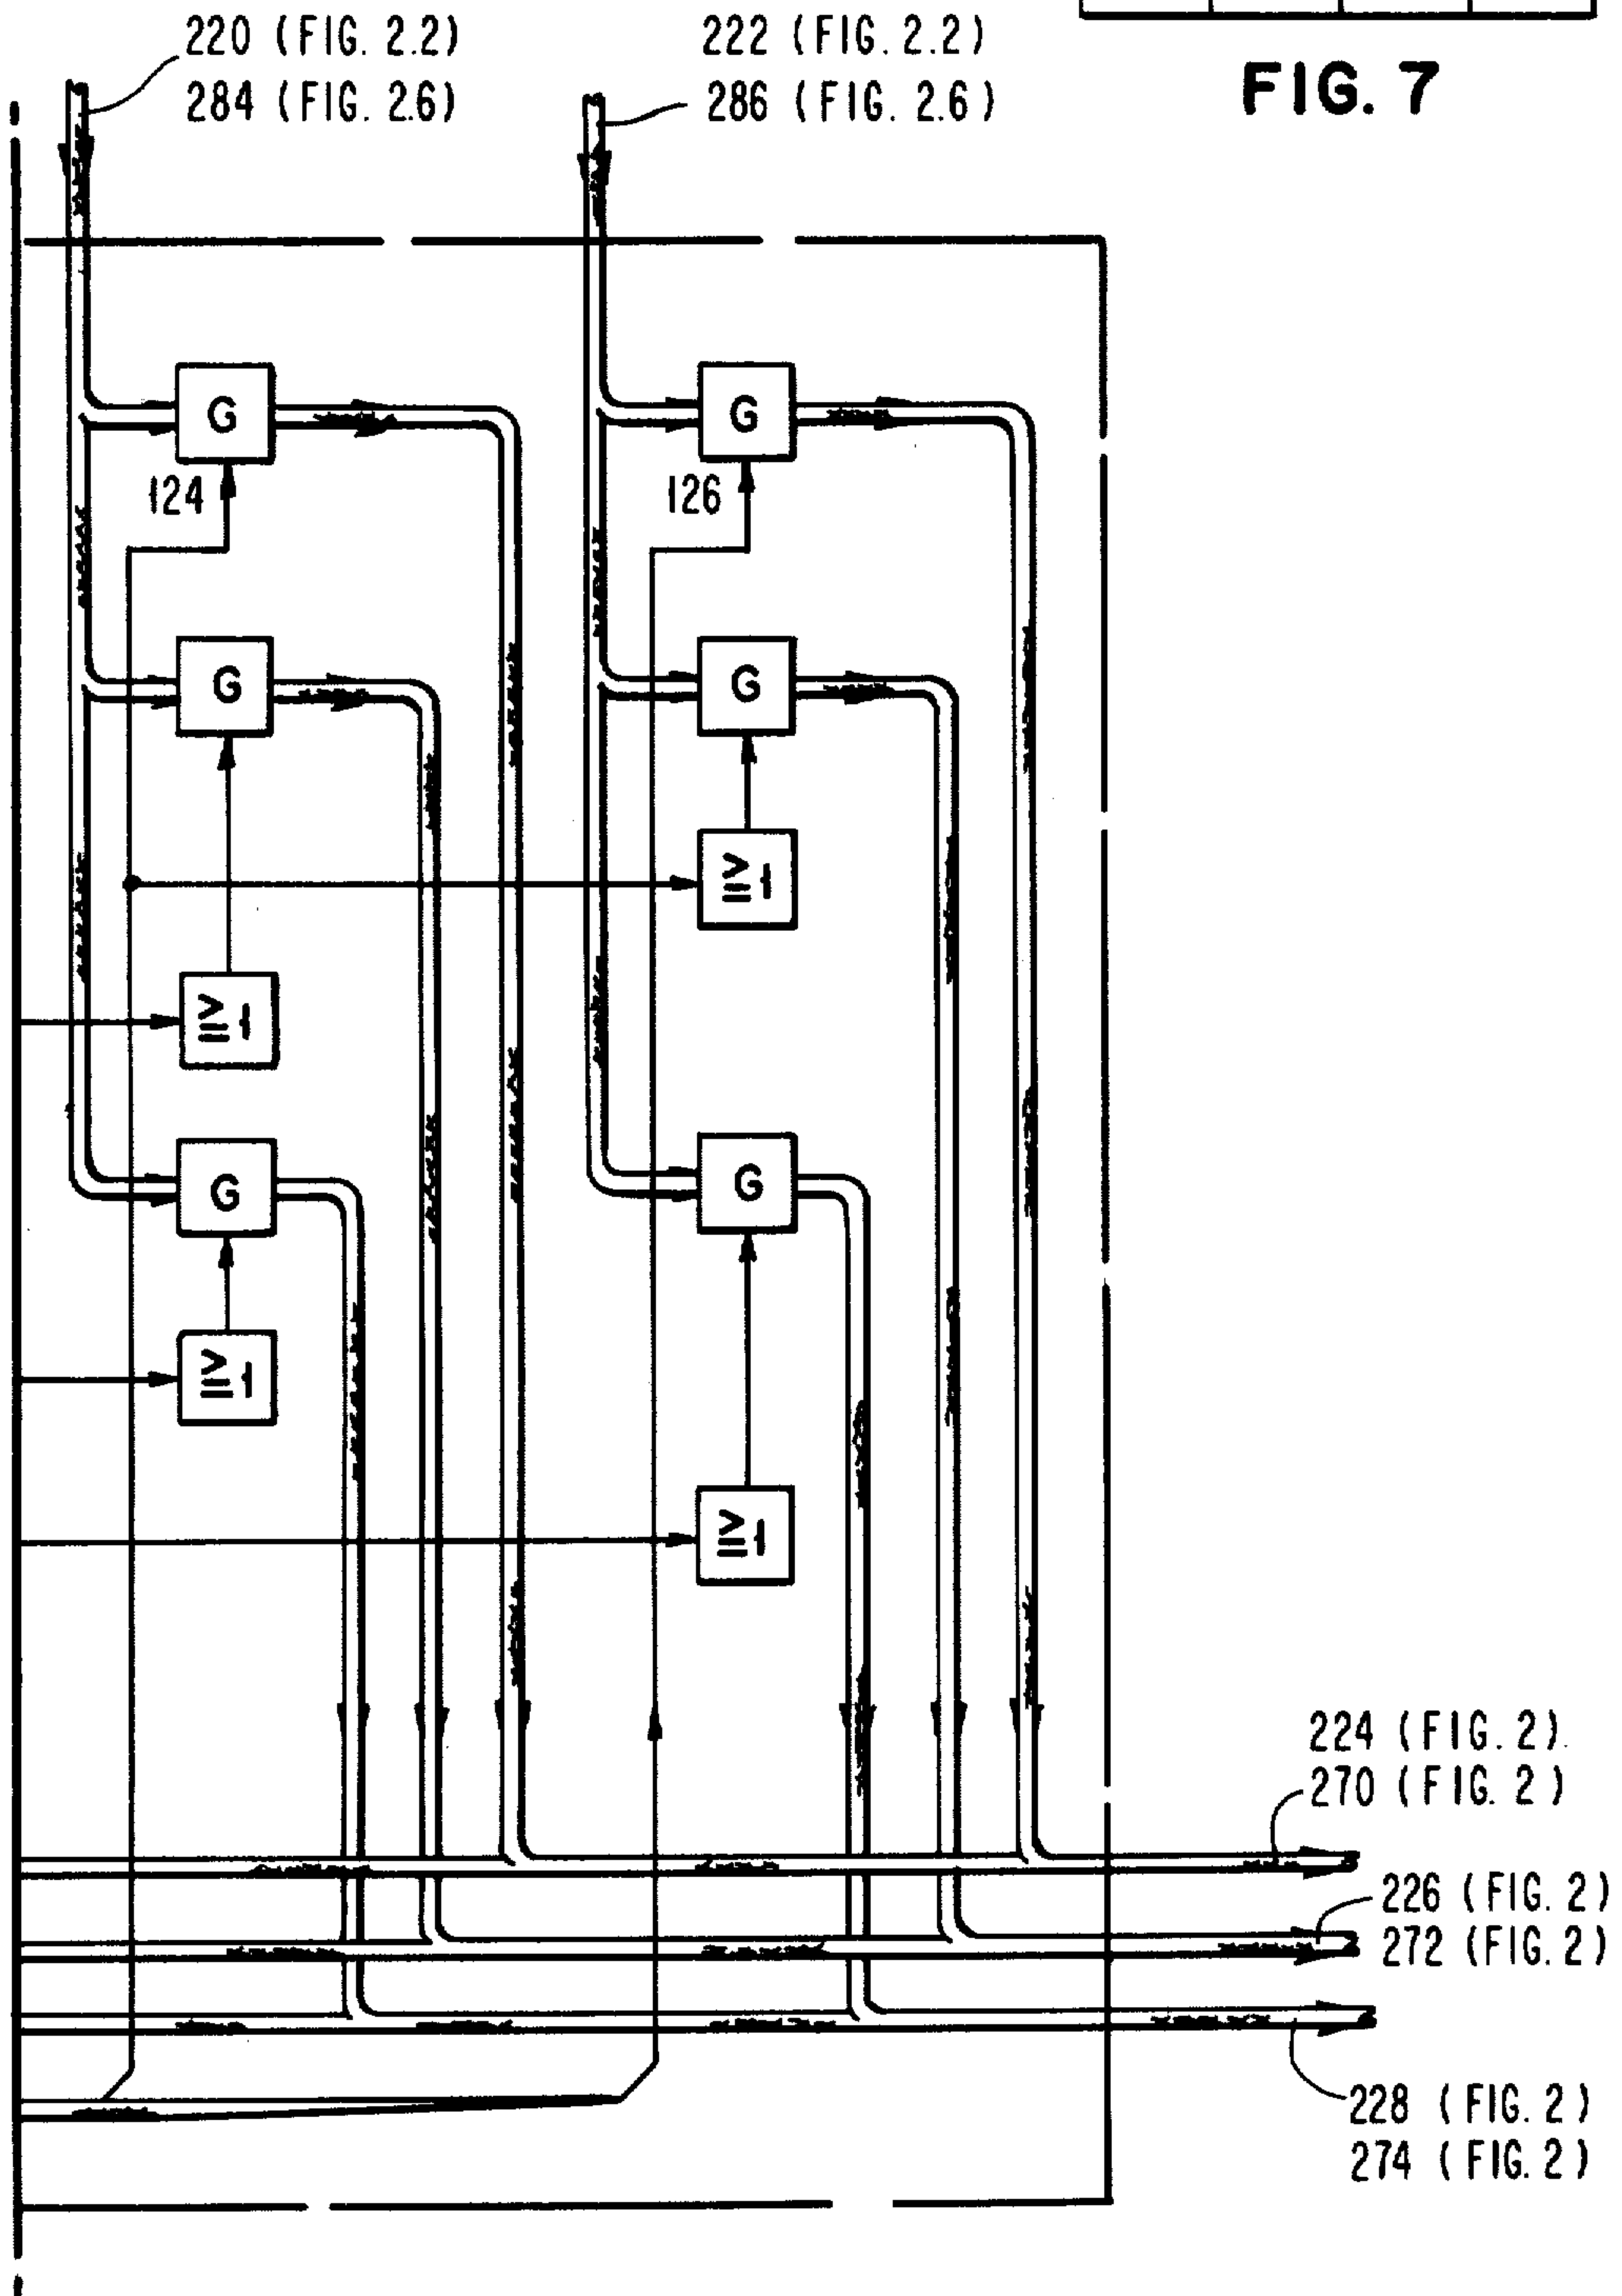 220 (FIG. 2.2)
284 (FIG. 2.6)
222 (FIG. 2.2)
286 (FIG. 2.6)
FIG. 7
G
G
124
126
G
G
≥1
≥1
G
G
≥1
≥1
224 (FIG. 2)
270 (FIG. 2)
226 (FIG. 2)
272 (FIG. 2)
228 (FIG. 2)
274 (FIG. 2)